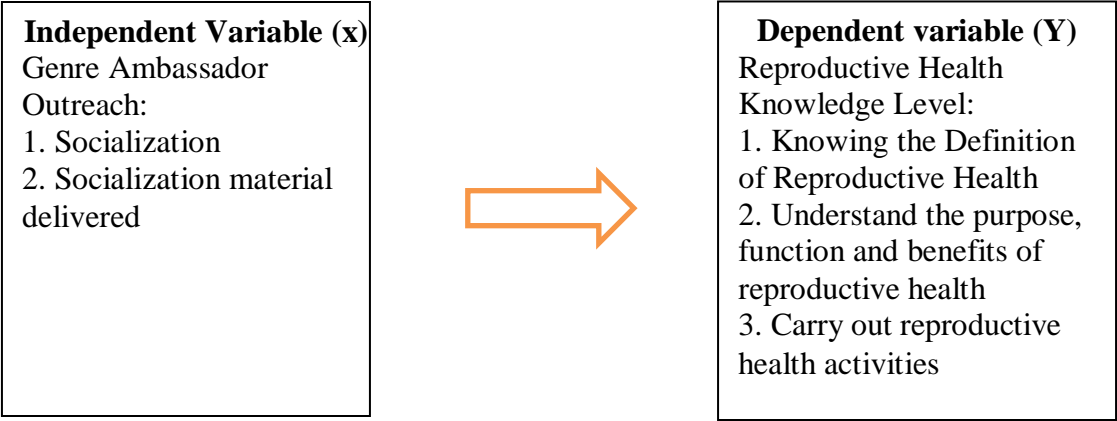 Independent Variable (x)
Genre Ambassador
Outreach:
1. Socialization
2. Socialization material
delivered
Dependent variable (Y)
Reproductive Health
Knowledge Level:
1. Knowing the Definition
of Reproductive Health
2. Understand the purpose,
function and benefits of
reproductive health
3. Carry out reproductive
health activities